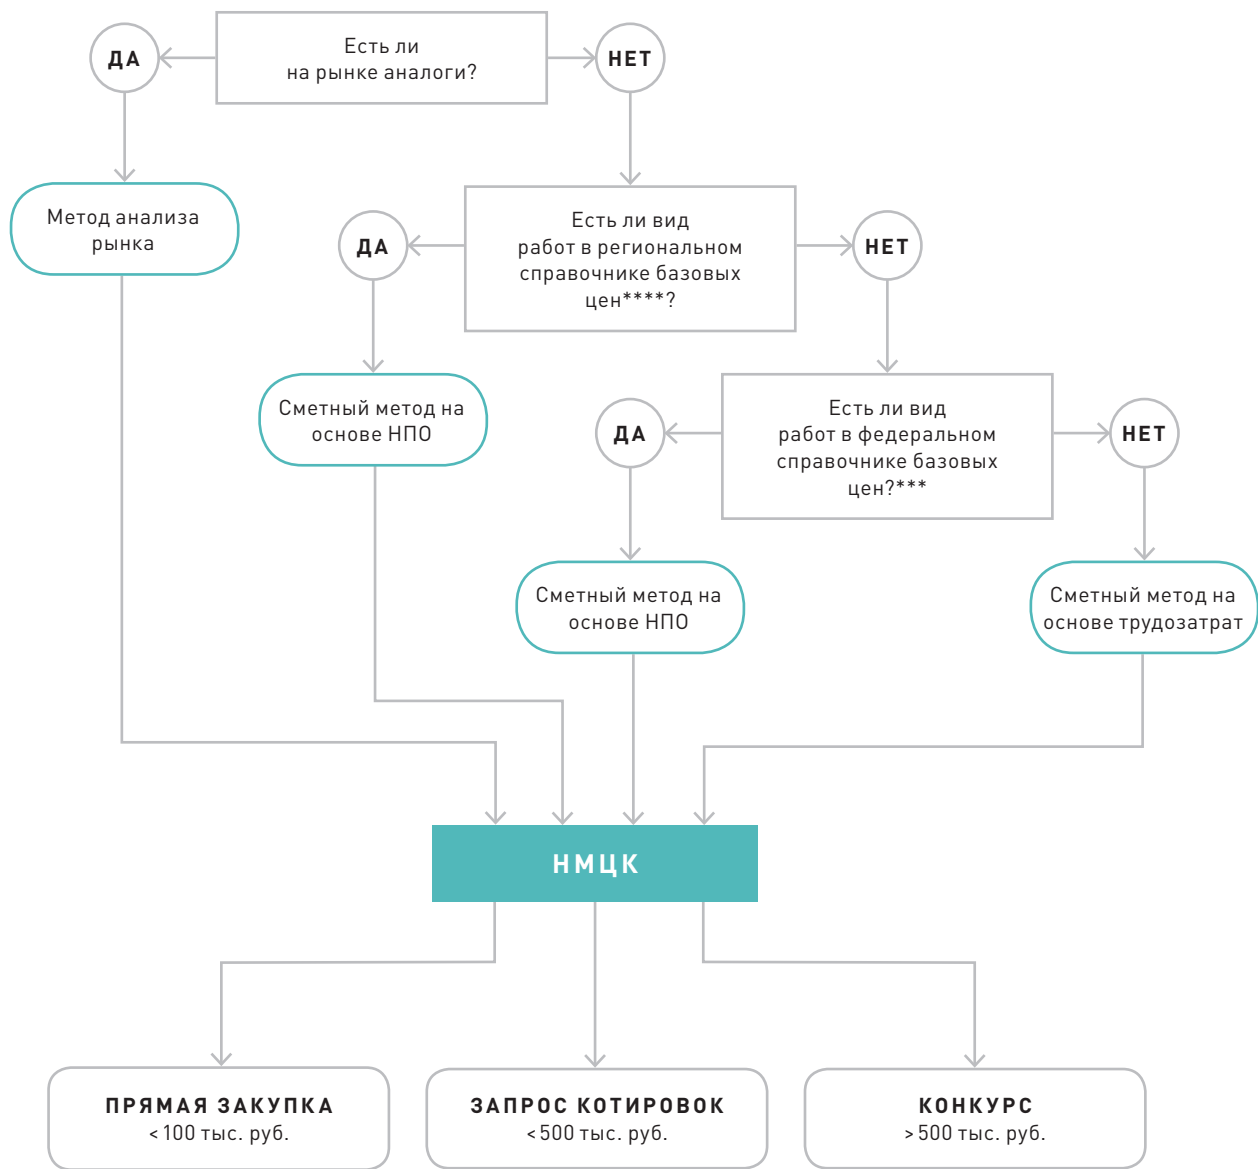 ДА
Есть ли
на рынке аналоги?
НЕТ
Метод анализа
рынка
ДА
Есть ли вид
работ в региональном
справочнике базовых
цен****?
НЕТ
Сметный метод на
основе НПО
ДА
Есть ли вид
работ в федеральном
справочнике базовых
цен?***
НЕТ
Сметный метод на
основе НПО
Сметный метод на
основе трудозатрат
НМЦК
ПРЯМАЯ ЗАКУПКА
< 100 тыс. руб.
ЗАПРОС КОТИРОВОК
< 500 тыс. руб.
КОНКУРС
> 500 тыс. руб.